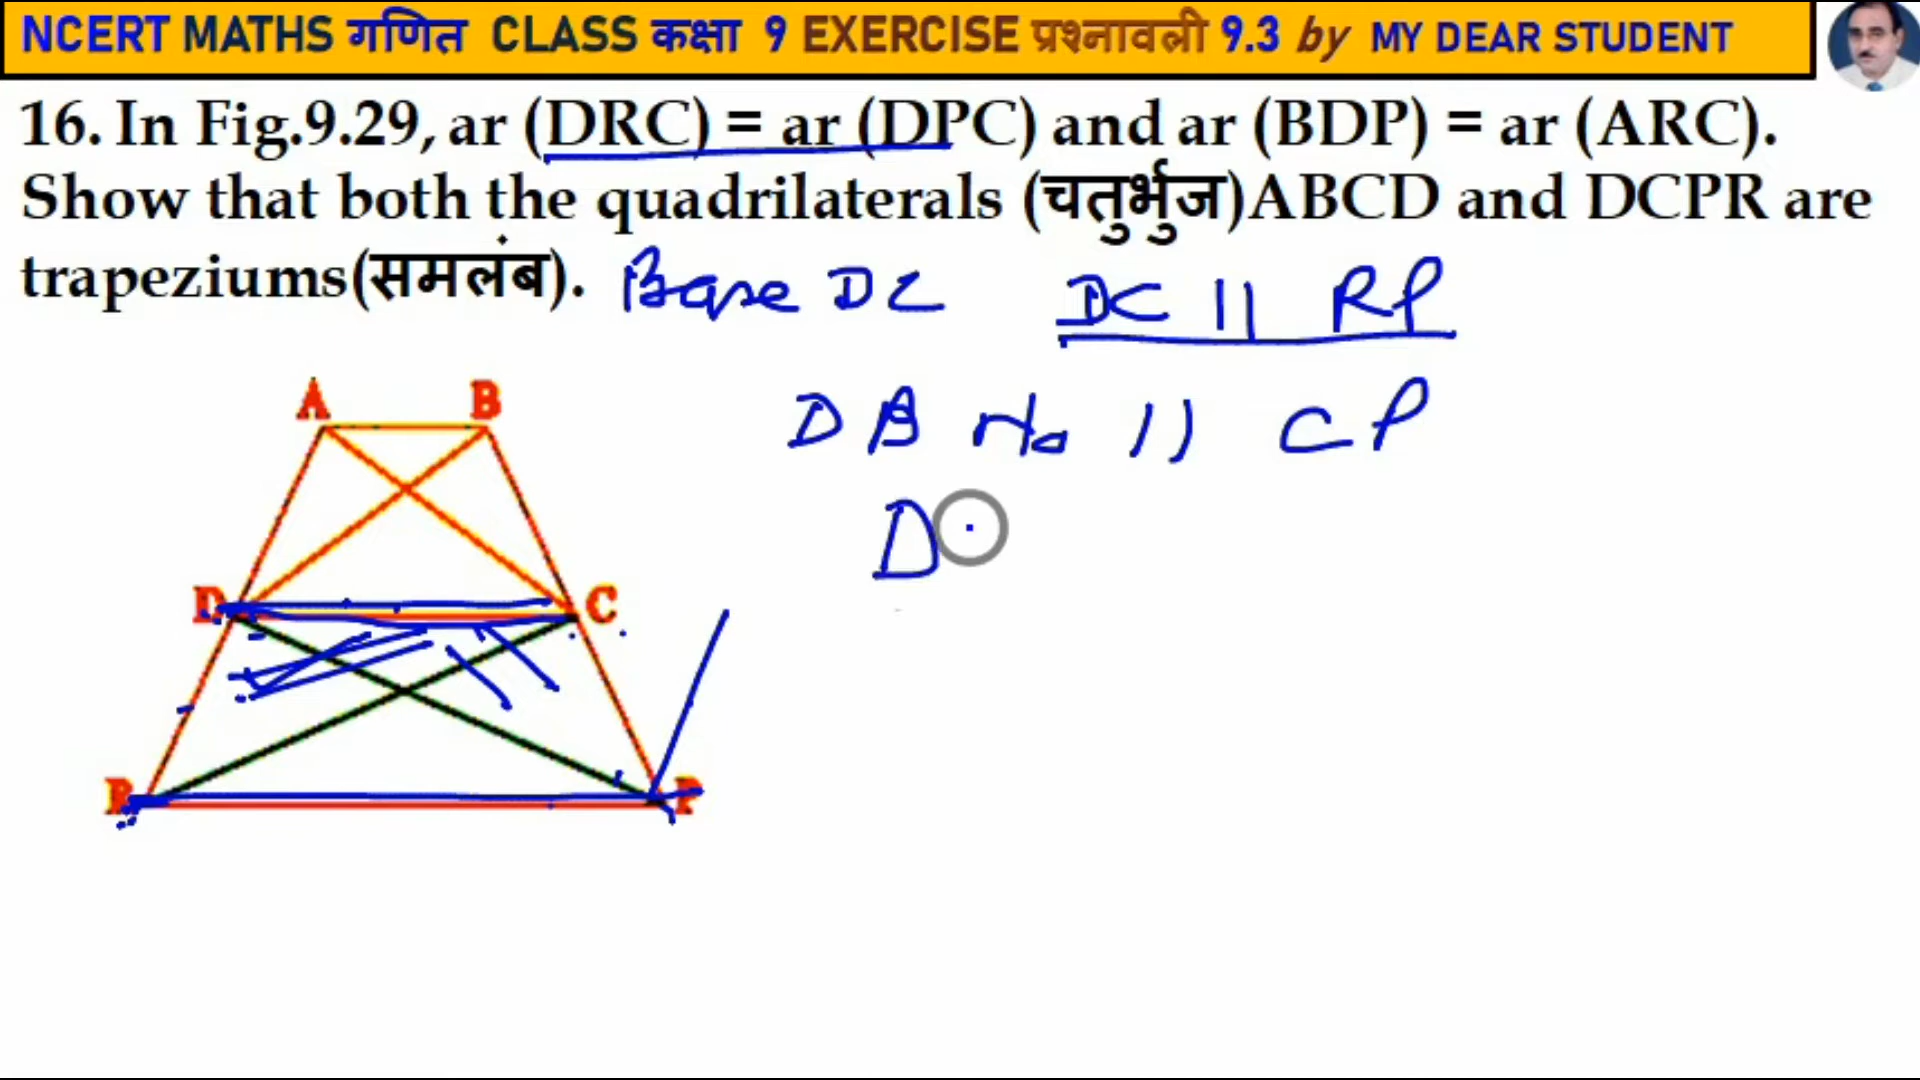 NCERT MATHS गणित CLASS कक्षा 9 EXERCISE प्रश्नावली 9.3 by MY DEAR STUDENT
16. In Fig.9.29, ar (DRC) = ar (DPC) and ar (BDP) = ar (ARC).
Show that both the quadrilaterals (चतुर्भुज)ABCD and DCPR are
trapeziums(समलंब). Base DC DC || RP
DB No || CP
D
A B
D C
R P